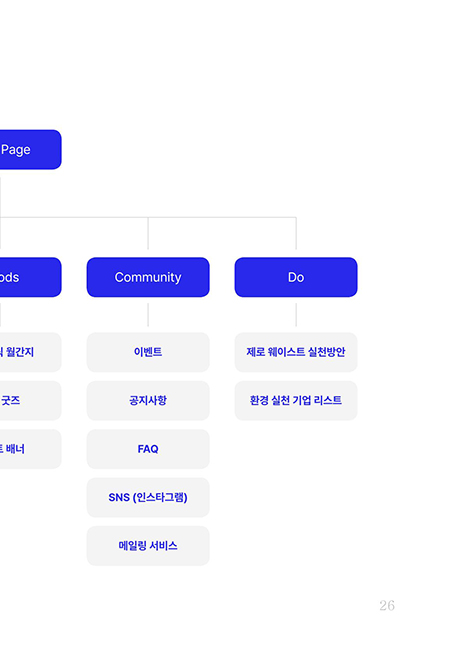 Page
ods
Community
Do
월간지
이벤트
제로 웨이스트 실천방안
굿즈
공지사항
환경 실천 기업 리스트
트 배너
FAQ
SNS (인스타그램)
메일링 서비스
26